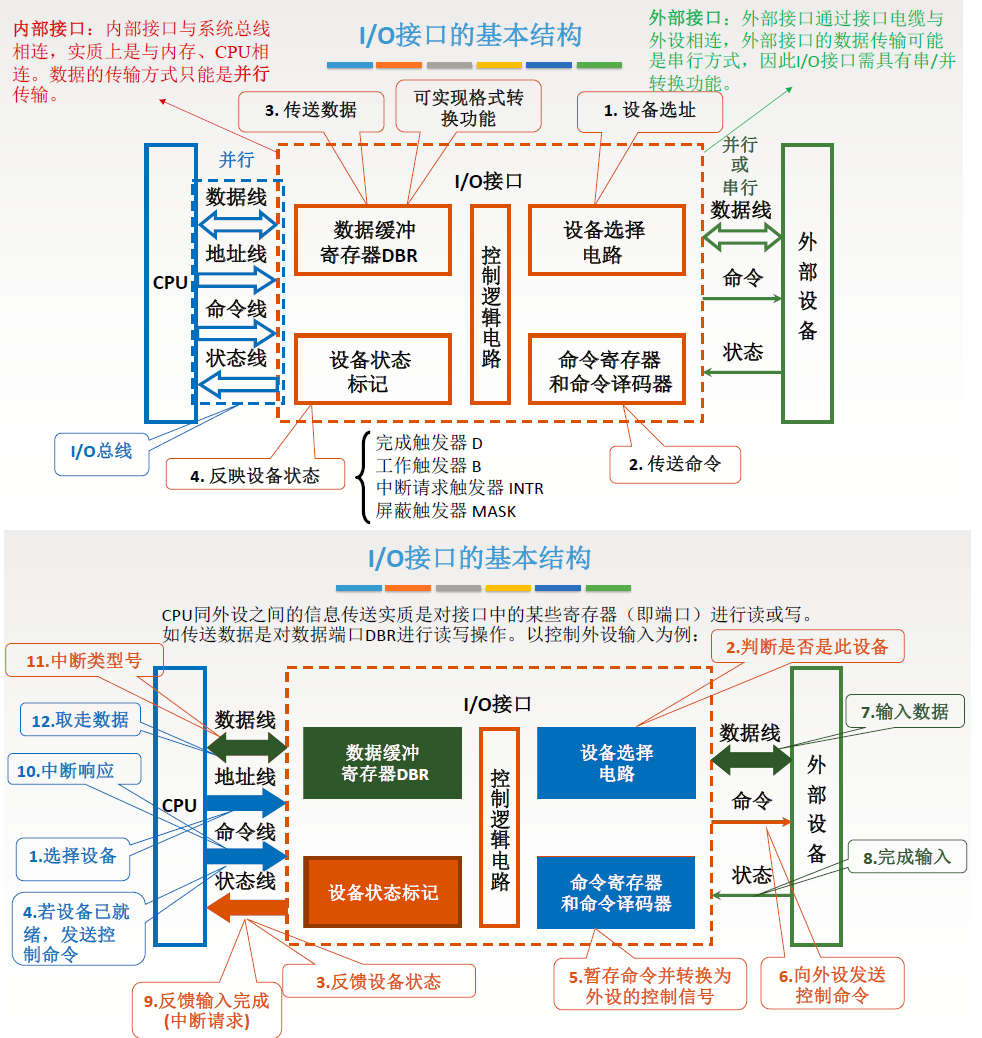 I/O接口的基本结构
内部接口：内部接口与系统总线
相连，实质上是与内存、CPU相
连。数据的传输方式只能是并行
传输。
外部接口：外部接口通过接口电缆与
外设相连，外部接口的数据传输可能
是串行方式，因此I/O接口需具有串/并
转换功能。
3. 传送数据
可实现格式转
换功能
1. 设备选址
并行
I/O接口
并行
或
串行
CPU
数据线
地址线
命令线
状态线
数据缓冲
寄存器DBR
控制逻辑电路
设备选择
电路
设备状态
标记
命令寄存器
和命令译码器
数据线
命令
状态
外部设备
I/O总线
4. 反映设备状态
完成触发器 D
工作触发器 B
中断请求触发器 INTR
屏蔽触发器 MASK
2. 传送命令
I/O接口的基本结构
CPU同外设之间的信息传送实质是对接口中的某些寄存器（即端口）进行读或写。
如传送数据是对数据端口DBR进行读写操作。以控制外设输入为例：
11.中断类型号
2.判断是否是此设备
12.取走数据
10.中断响应
1.选择设备
4.若设备已就
绪，发送控
制命令
CPU
数据线
地址线
命令线
状态线
I/O接口
数据缓冲
寄存器DBR
控制逻辑电路
设备选择
电路
设备状态标记
命令寄存器
和命令译码器
数据线
命令
状态
外部设备
7.输入数据
8.完成输入
9.反馈输入完成
(中断请求)
3.反馈设备状态
5.暂存命令并转换为
外设的控制信号
6.向外设发送
控制命令